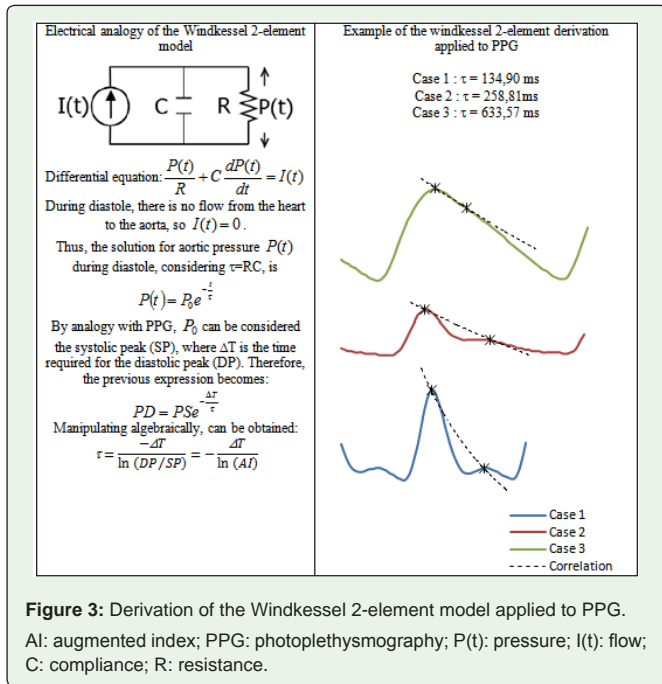 Electrical analogy of the Windkessel 2-element
model
I(t) C R P(t)
Differential equation: P(t)/R + C dP(t)/dt = I(t)
During diastole, there is no flow from the heart
to the aorta, so I(t)=0 .
Thus, the solution for aortic pressure P(t)
during diastole, considering τ=RC, is
P(t) = P₀e^(-t/τ)
By analogy with PPG, P₀ can be considered
the systolic peak (SP), where ΔT is the time
required for the diastolic peak (DP). Therefore,
the previous expression becomes:
PD = PSe^(-ΔT/τ)
Manipulating algebraically, can be obtained:
τ = -ΔT/ln (DP/SP) = -ΔT/ln (AI)
Example of the windkessel 2-element derivation
applied to PPG
Case 1 : τ = 134,90 ms
Case 2 : τ = 258,81ms
Case 3 : τ = 633,57 ms
Case 1
Case 2
Case 3
Correlation
Figure 3: Derivation of the Windkessel 2-element model applied to PPG.
AI: augmented index; PPG: photoplethysmography; P(t): pressure; I(t): flow;
C: compliance; R: resistance.